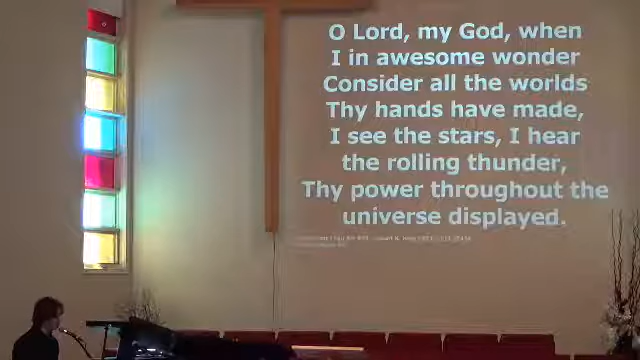 O Lord, my God, when
I in awesome wonder
Consider all the worlds
Thy hands have made,
I see the stars, I hear
the rolling thunder,
Thy power throughout the
universe displayed.